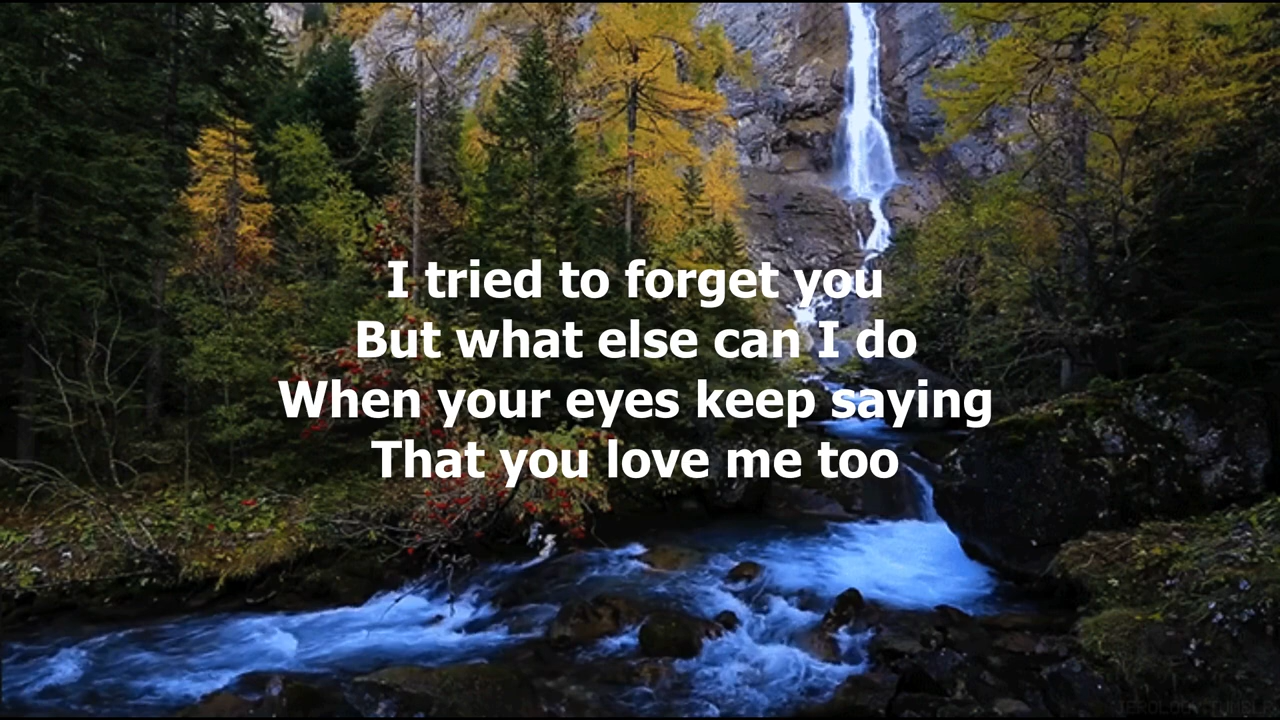 I tried to forget you
But what else can I do
When your eyes keep saying
That you love me too